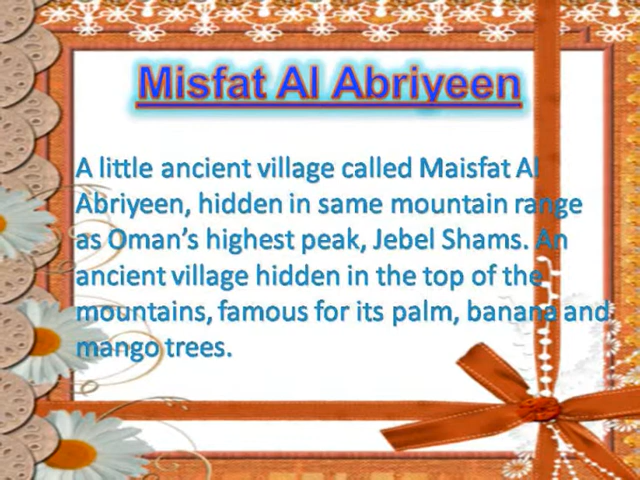 Misfat Al Abriyeen
A little ancient village called Maisfat Al
Abriyeen, hidden in same mountain range
as Oman’s highest peak, Jebel Shams. An
ancient village hidden in the top of the
mountains, famous for its palm, banana and
mango trees.